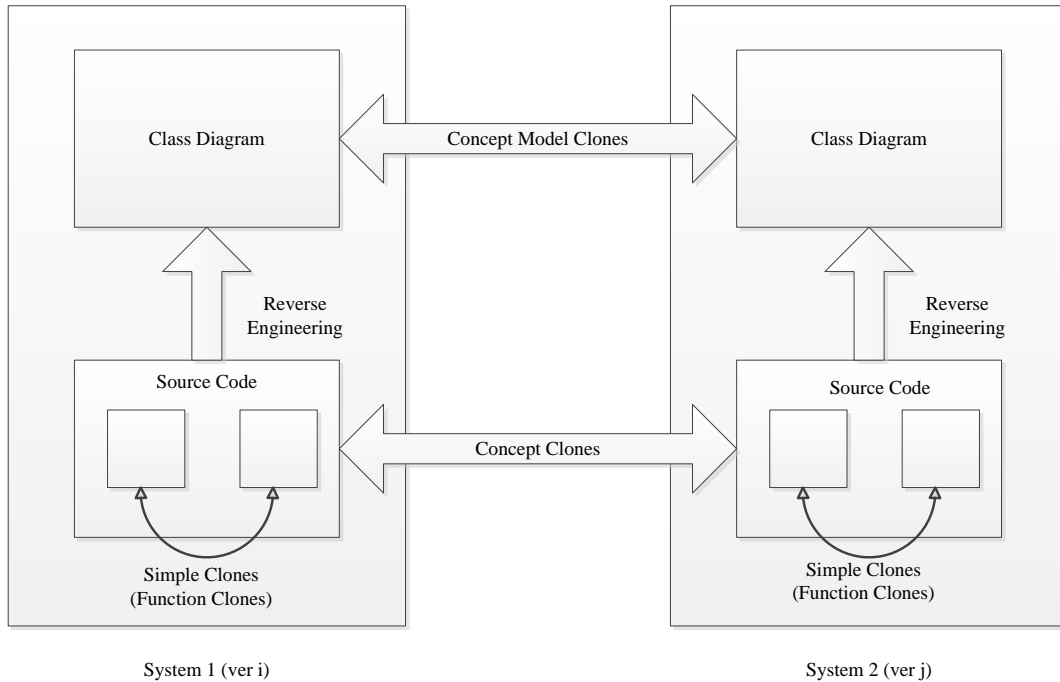 Class Diagram
Concept Model Clones
Class Diagram
Reverse
Engineering
Reverse
Engineering
Source Code
Source Code
Concept Clones
Simple Clones
(Function Clones)
Simple Clones
(Function Clones)
System 1 (ver i)
System 2 (ver j)